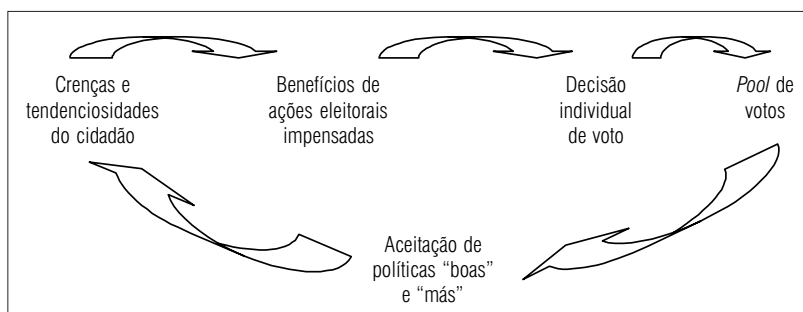 Crenças e
tendenciosidades
do cidadão
Benefícios de
ações eleitorais
impensadas
Decisão
individual
de voto
Pool de
votos
Aceitação de
políticas “boas”
e “más”